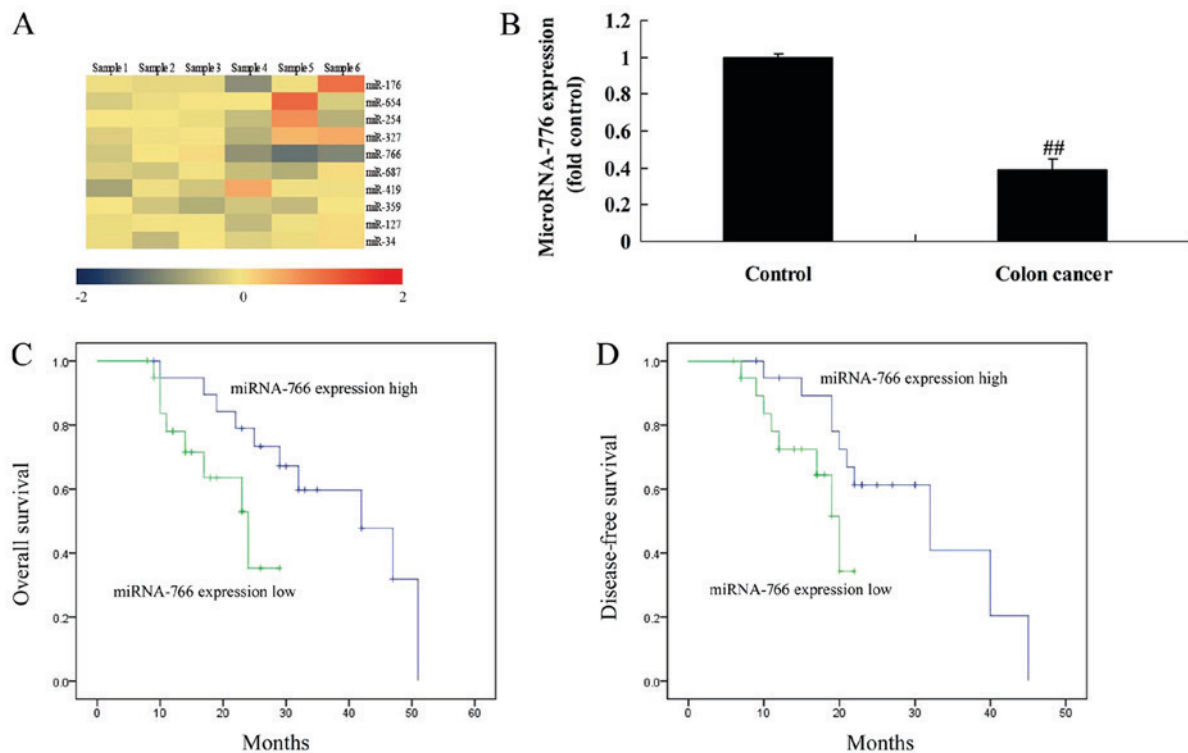 A
Sample 1 Sample 2 Sample 3 Sample 4 Sample 5 Sample 6
miR-176
miR-654
miR-254
miR-327
miR-766
miR-687
miR-419
miR-359
miR-127
miR-34
-2 0 2
B
MicroRNA-776 expression
(fold control)
1.2
1
0.8
0.6
0.4
0.2
0
##
Control Colon cancer
C
Overall survival
1.0
0.8
0.6
0.4
0.2
0.0
miRNA-766 expression high
miRNA-766 expression low
0 10 20 30 40 50 60
Months
D
Disease-free survival
1.0
0.8
0.6
0.4
0.2
0.0
miRNA-766 expression high
miRNA-766 expression low
0 10 20 30 40 50
Months